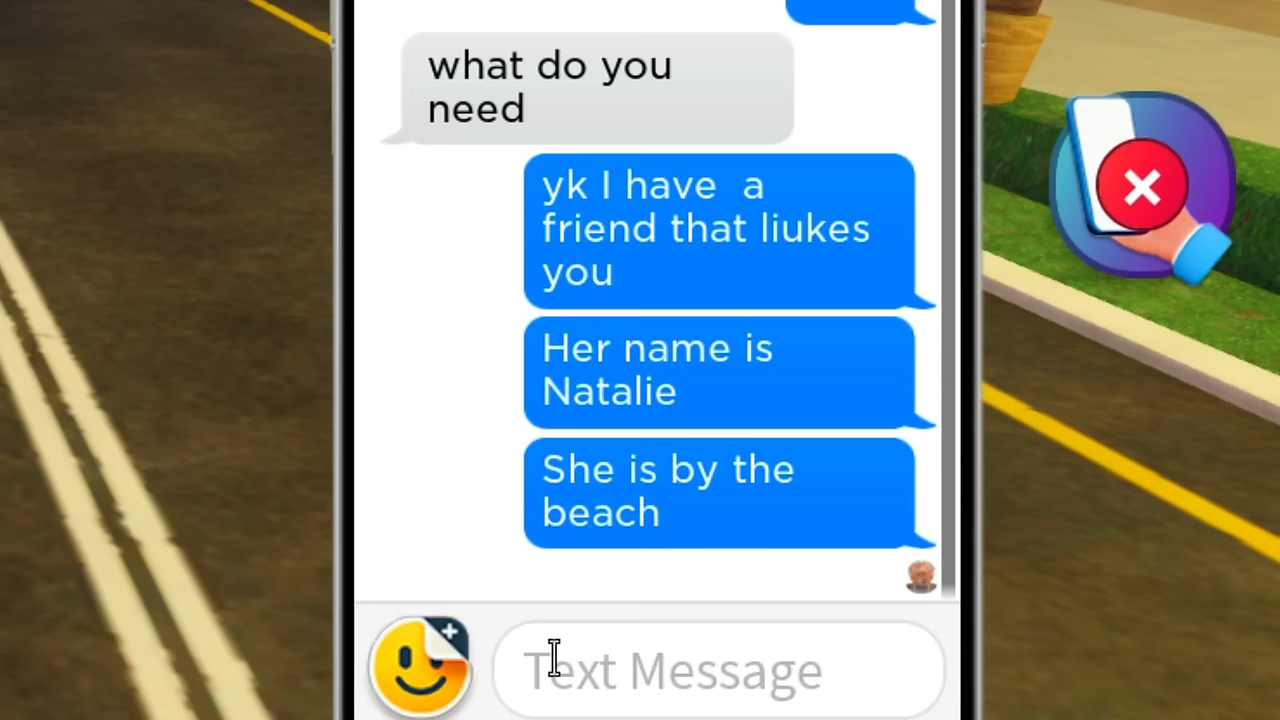 what do you
need
yk I have  a
friend that liukes
you
Her name is
Natalie
She is by the
beach
Text Message